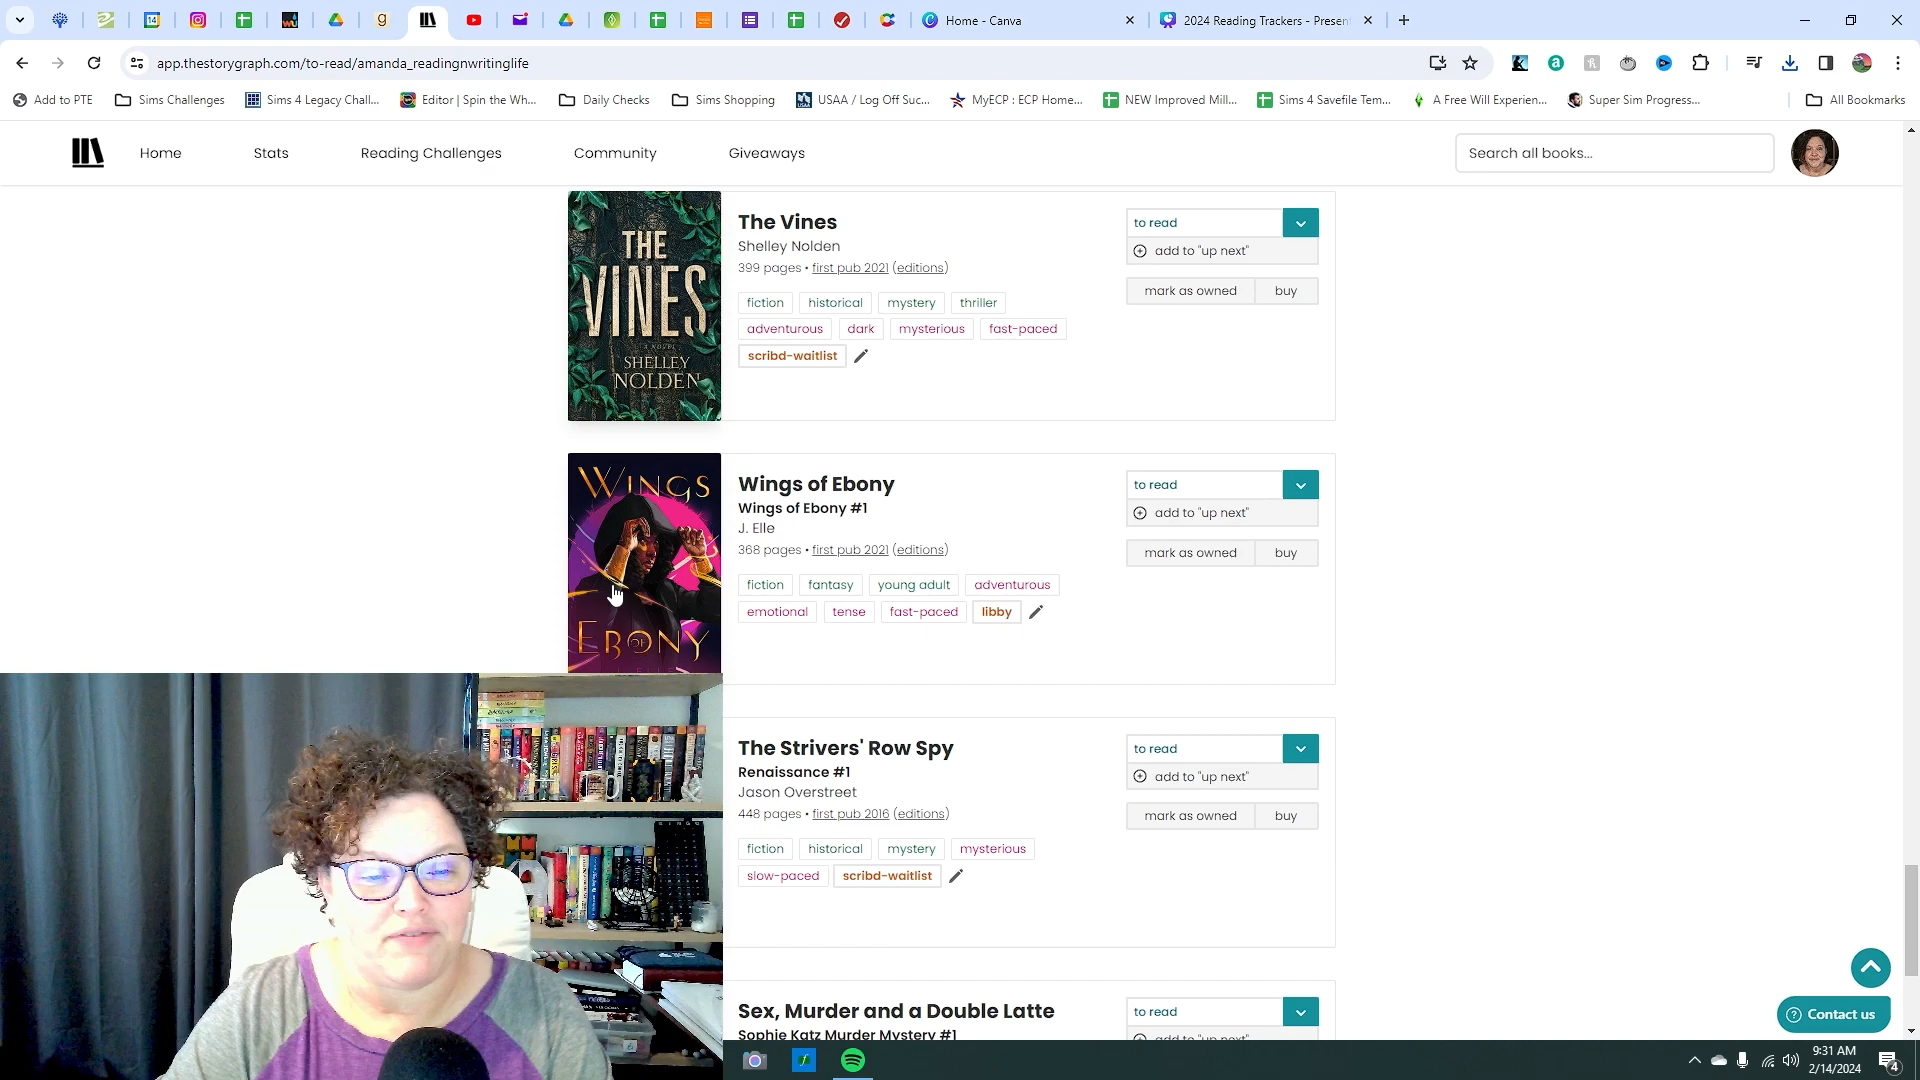 Home - Canva
2024 Reading Trackers - Presen
app.thestorygraph.com/to-read/amanda_readingnwritinglife
Add to PTE
Sims Challenges
Sims 4 Legacy Chall...
Editor | Spin the Wh...
Daily Checks
Sims Shopping
USAA / Log Off Suc...
MyECP : ECP Home...
NEW Improved Mill...
Sims 4 Savefile Tem...
A Free Will Experien...
Super Sim Progress...
All Bookmarks
Home
Stats
Reading Challenges
Community
Giveaways
Search all books...
THE
VINES
A NOVEL
SHELLEY
NOLDEN
The Vines
Shelley Nolden
399 pages • first pub 2021 (editions)
fiction historical mystery thriller
adventurous dark mysterious fast-paced
scribd-waitlist
to read
add to "up next"
mark as owned buy
WINGS
OF
EBONY
J. ELLE
Wings of Ebony
Wings of Ebony #1
J. Elle
368 pages • first pub 2021 (editions)
fiction fantasy young adult adventurous
emotional tense fast-paced libby
to read
add to "up next"
mark as owned buy
The Strivers' Row Spy
Renaissance #1
Jason Overstreet
448 pages • first pub 2016 (editions)
fiction historical mystery mysterious
slow-paced scribd-waitlist
to read
add to "up next"
mark as owned buy
Sex, Murder and a Double Latte
Sophie Katz Murder Mystery #1
to read
add to "up next"
Contact us
9:31 AM
2/14/2024
4